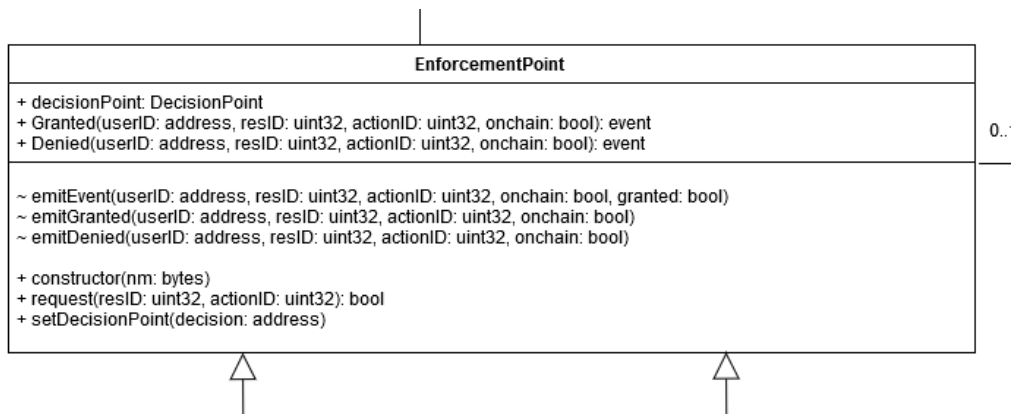 EnforcementPoint
+ decisionPoint: DecisionPoint
+ Granted(userID: address, resID: uint32, actionID: uint32, onchain: bool): event
+ Denied(userID: address, resID: uint32, actionID: uint32, onchain: bool): event
~ emitEvent(userID: address, resID: uint32, actionID: uint32, onchain: bool, granted: bool)
~ emitGranted(userID: address, resID: uint32, actionID: uint32, onchain: bool)
~ emitDenied(userID: address, resID: uint32, actionID: uint32, onchain: bool)
+ constructor(nm: bytes)
+ request(resID: uint32, actionID: uint32): bool
+ setDecisionPoint(decision: address)